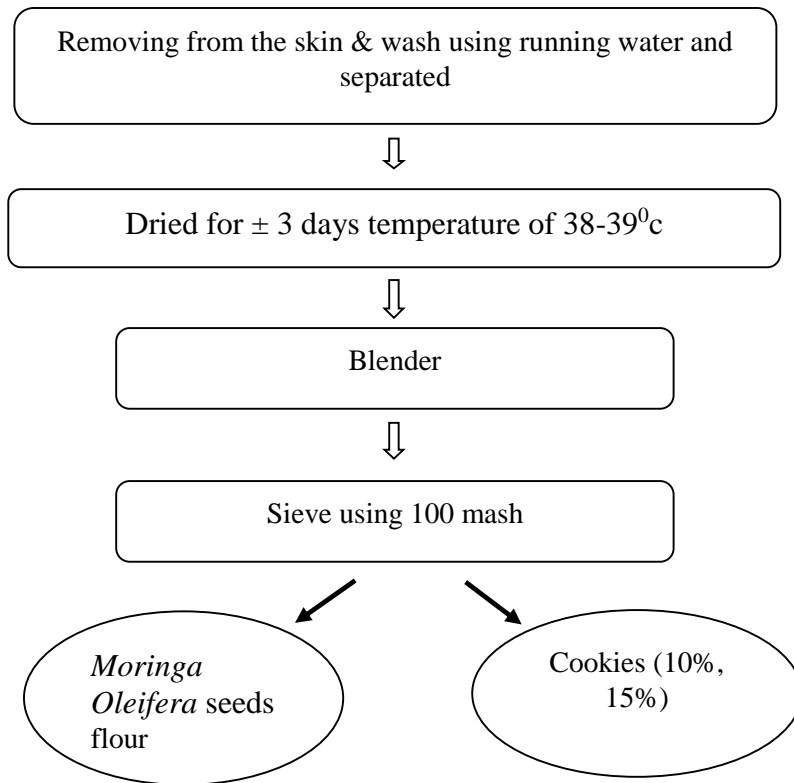 Removing from the skin & wash using running water and
separated
Dried for ± 3 days temperature of 38-39⁰c
Blender
Sieve using 100 mash
Moringa
Oleifera seeds
flour
Cookies (10%,
15%)